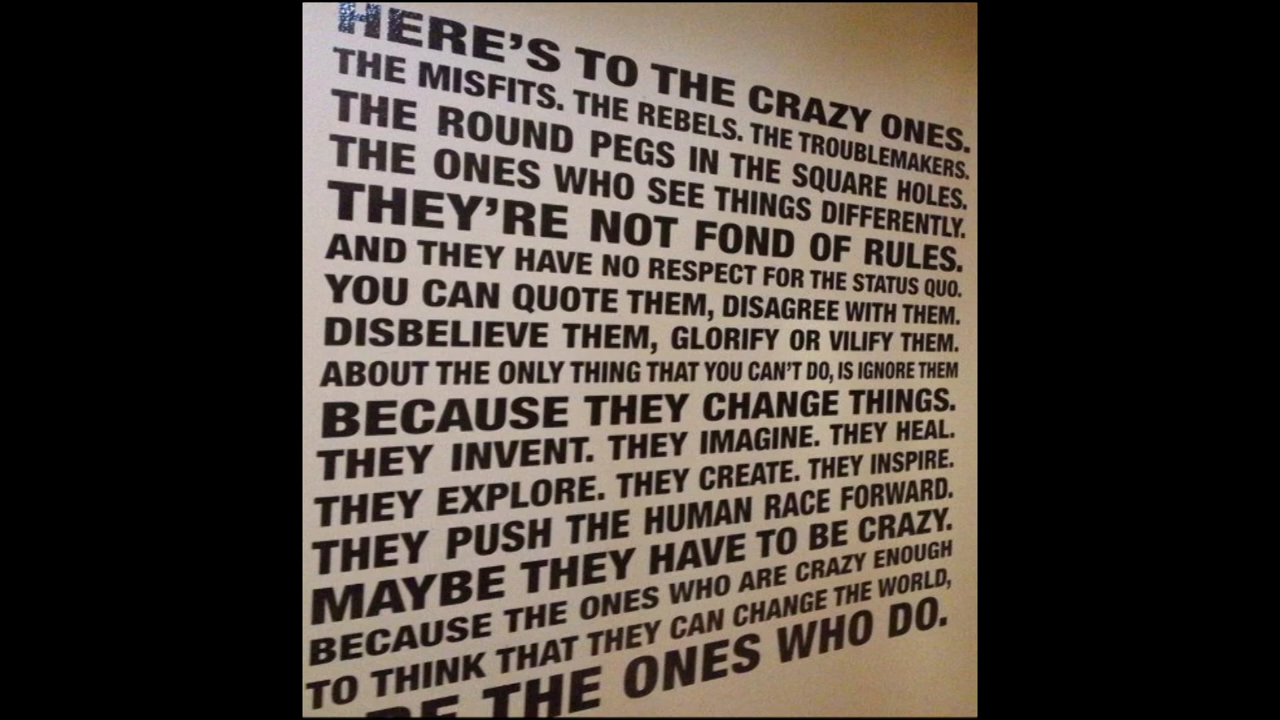 HERE'S TO THE CRAZY ONES.
THE MISFITS. THE REBELS. THE TROUBLEMAKERS.
THE ROUND PEGS IN THE SQUARE HOLES.
THE ONES WHO SEE THINGS DIFFERENTLY.
THEY'RE NOT FOND OF RULES.
AND THEY HAVE NO RESPECT FOR THE STATUS QUO.
YOU CAN QUOTE THEM, DISAGREE WITH THEM.
DISBELIEVE THEM, GLORIFY OR VILIFY THEM.
ABOUT THE ONLY THING THAT YOU CAN'T DO, IS IGNORE THEM
BECAUSE THEY CHANGE THINGS.
THEY INVENT. THEY IMAGINE. THEY HEAL.
THEY EXPLORE. THEY CREATE. THEY INSPIRE.
THEY PUSH THE HUMAN RACE FORWARD.
MAYBE THEY HAVE TO BE CRAZY.
BECAUSE THE ONES WHO ARE CRAZY ENOUGH
TO THINK THAT THEY CAN CHANGE THE WORLD,
THE ONES WHO DO.